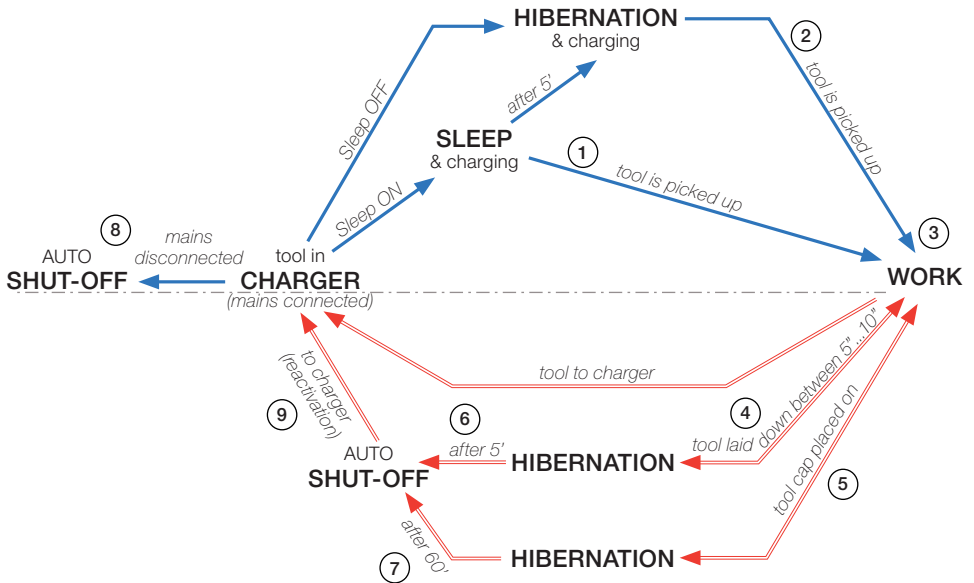 HIBERNATION
& charging
2
tool is picked up
Sleep OFF
after 5'
SLEEP
& charging
1
tool is picked up
Sleep ON
3
WORK
8
AUTO
SHUT-OFF
mains
disconnected
tool in
CHARGER
(mains connected)
tool to charger
to charger
(reactivation)
9
4
tool laid down between 5"...10"
6
after 5'
HIBERNATION
AUTO
SHUT-OFF
tool cap placed on
5
7
after 60'
HIBERNATION